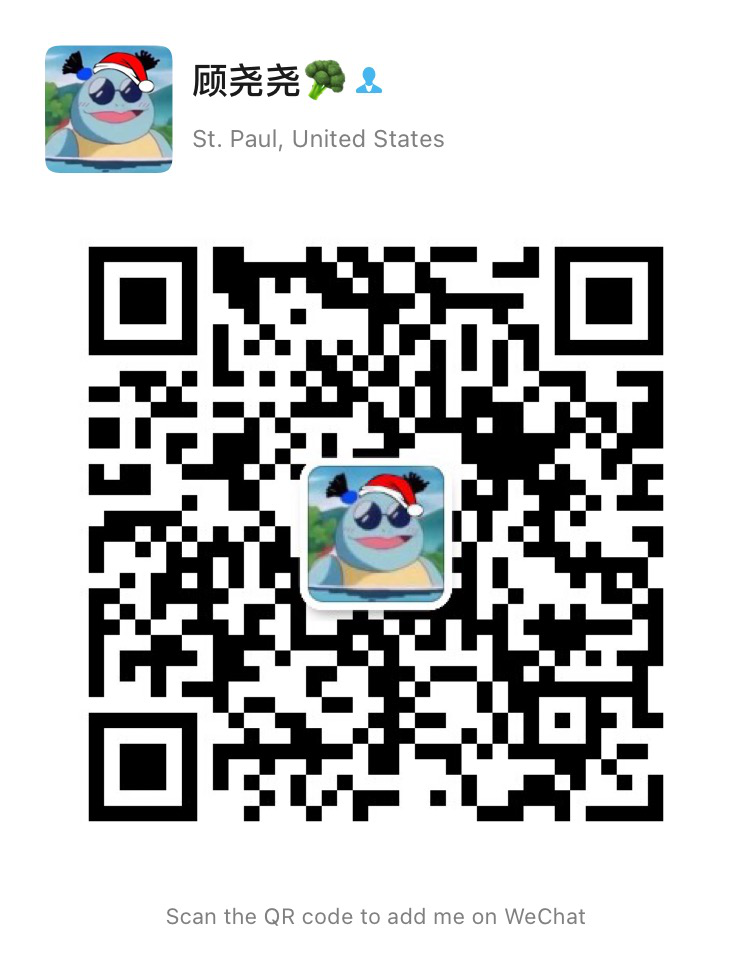 顾尧尧🥦
St. Paul, United States
Scan the QR code to add me on WeChat